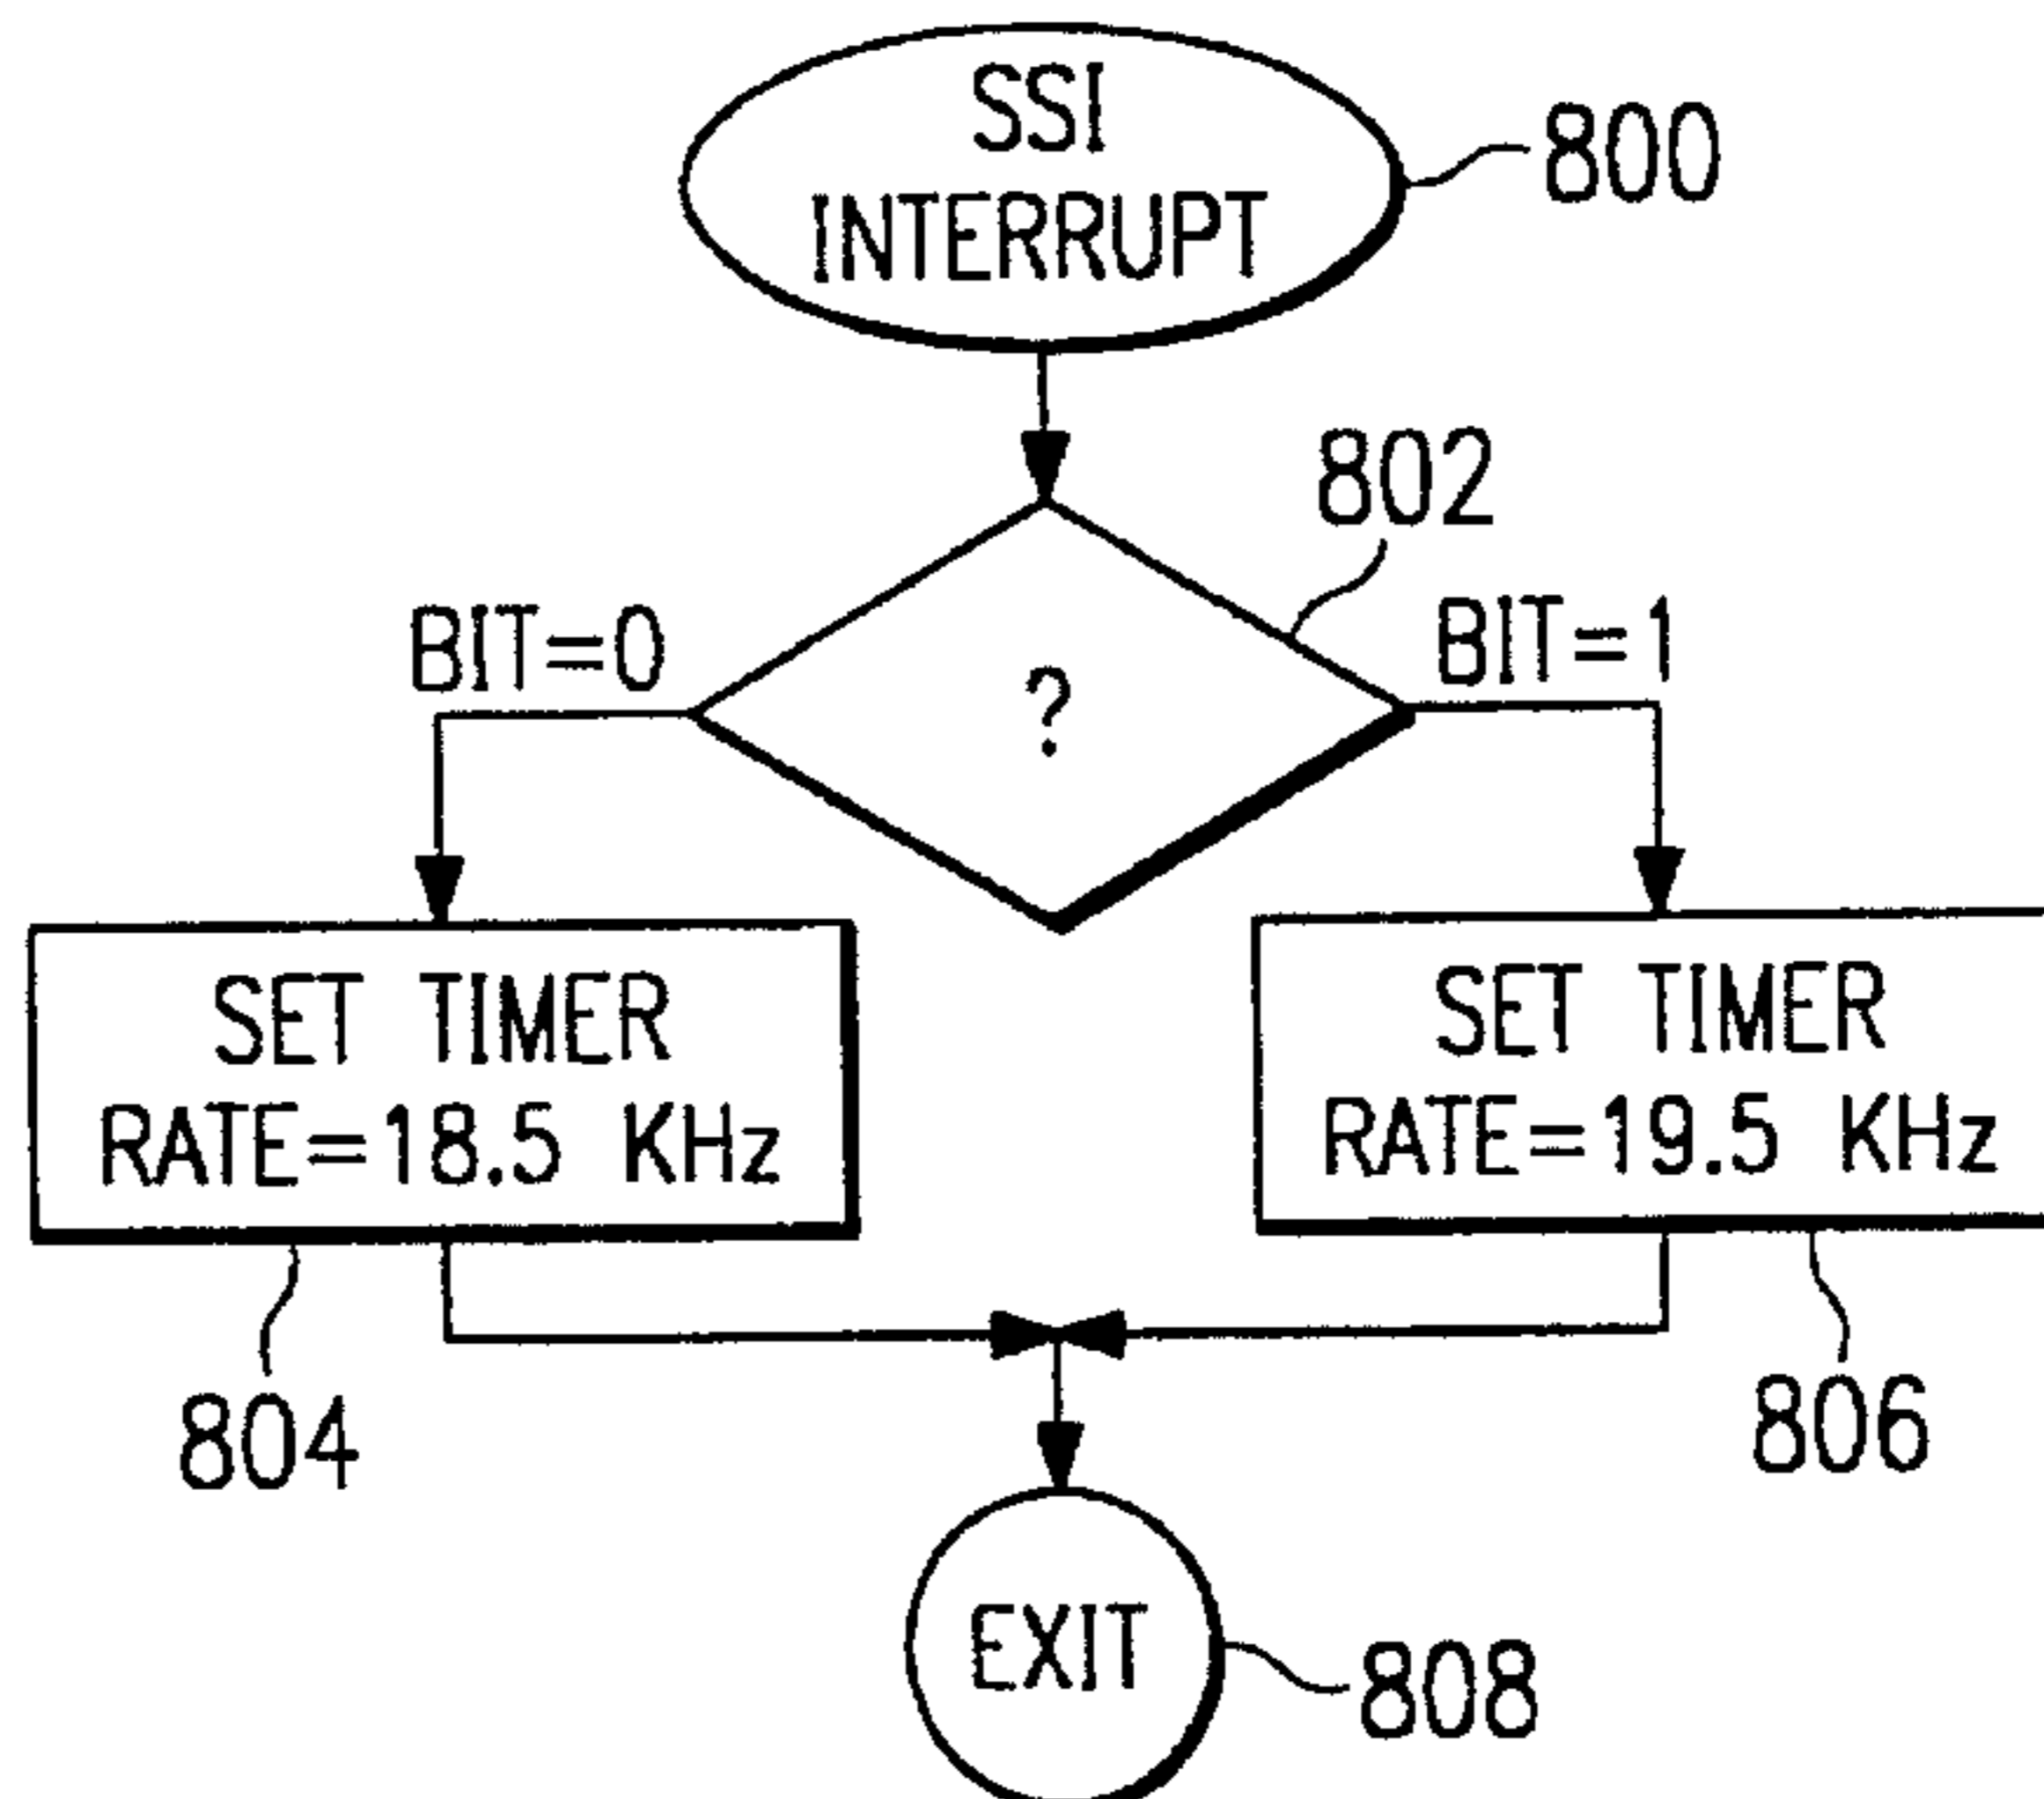 SSI
INTERRUPT
800
802
BIT=0
BIT=1
?
SET TIMER
RATE=18.5 KHz
SET TIMER
RATE=19.5 KHz
804
806
EXIT
808